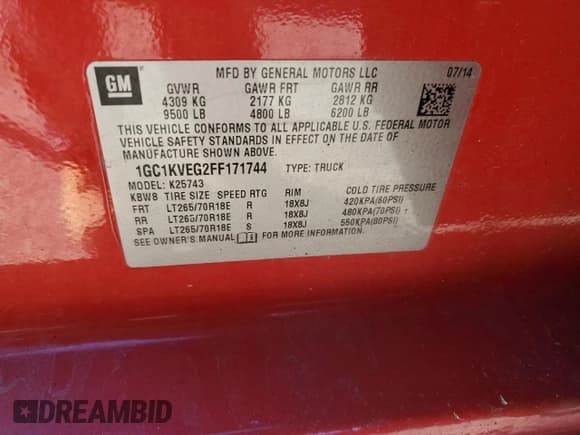 GM
MFD BY GENERAL MOTORS LLC 07/14
GVWR GAWR FRT GAWR RR
4309 KG 2177 KG 2812 KG
9500 LB 4800 LB 6200 LB
THIS VEHICLE CONFORMS TO ALL APPLICABLE U.S. FEDERAL MOTOR
VEHICLE SAFETY STANDARDS IN EFFECT ON THE DATE OF
MANUFACTURE SHOWN ABOVE.
1GC1KVEG2FF171744 TYPE: TRUCK
MODEL: K25743
KBW8 TIRE SIZE SPEED RTG RIM COLD TIRE PRESSURE
FRT LT265/70R18E R 18X8J 420KPA(60PSI)
RR LT265/70R18E R 18X8J 480KPA(70PSI)
SPA LT265/70R18E S 18X8J 550KPA(80PSI)
SEE OWNER'S MANUAL FOR MORE INFORMATION
DREAMBID